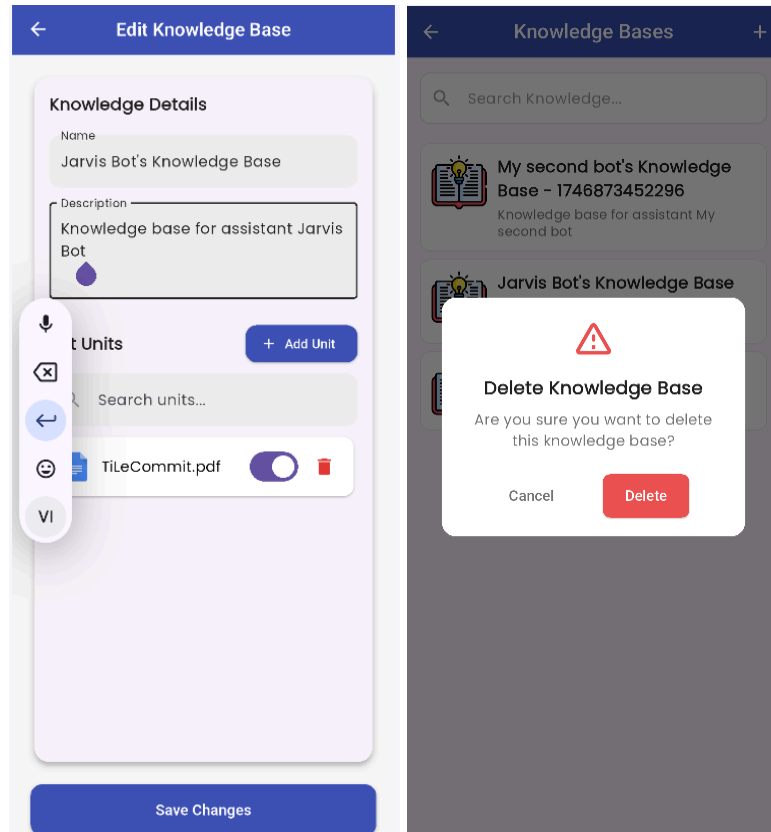 Edit Knowledge Base
Knowledge Details
Name
Jarvis Bot's Knowledge Base
Description
Knowledge base for assistant Jarvis
Bot
t Units
+ Add Unit
Search units...
TiLeCommit.pdf
VI
Save Changes
Knowledge Bases
Search Knowledge...
My second bot's Knowledge
Base - 1746873452296
Knowledge base for assistant My
second bot
Jarvis Bot's Knowledge Base
Delete Knowledge Base
Are you sure you want to delete
this knowledge base?
Cancel
Delete